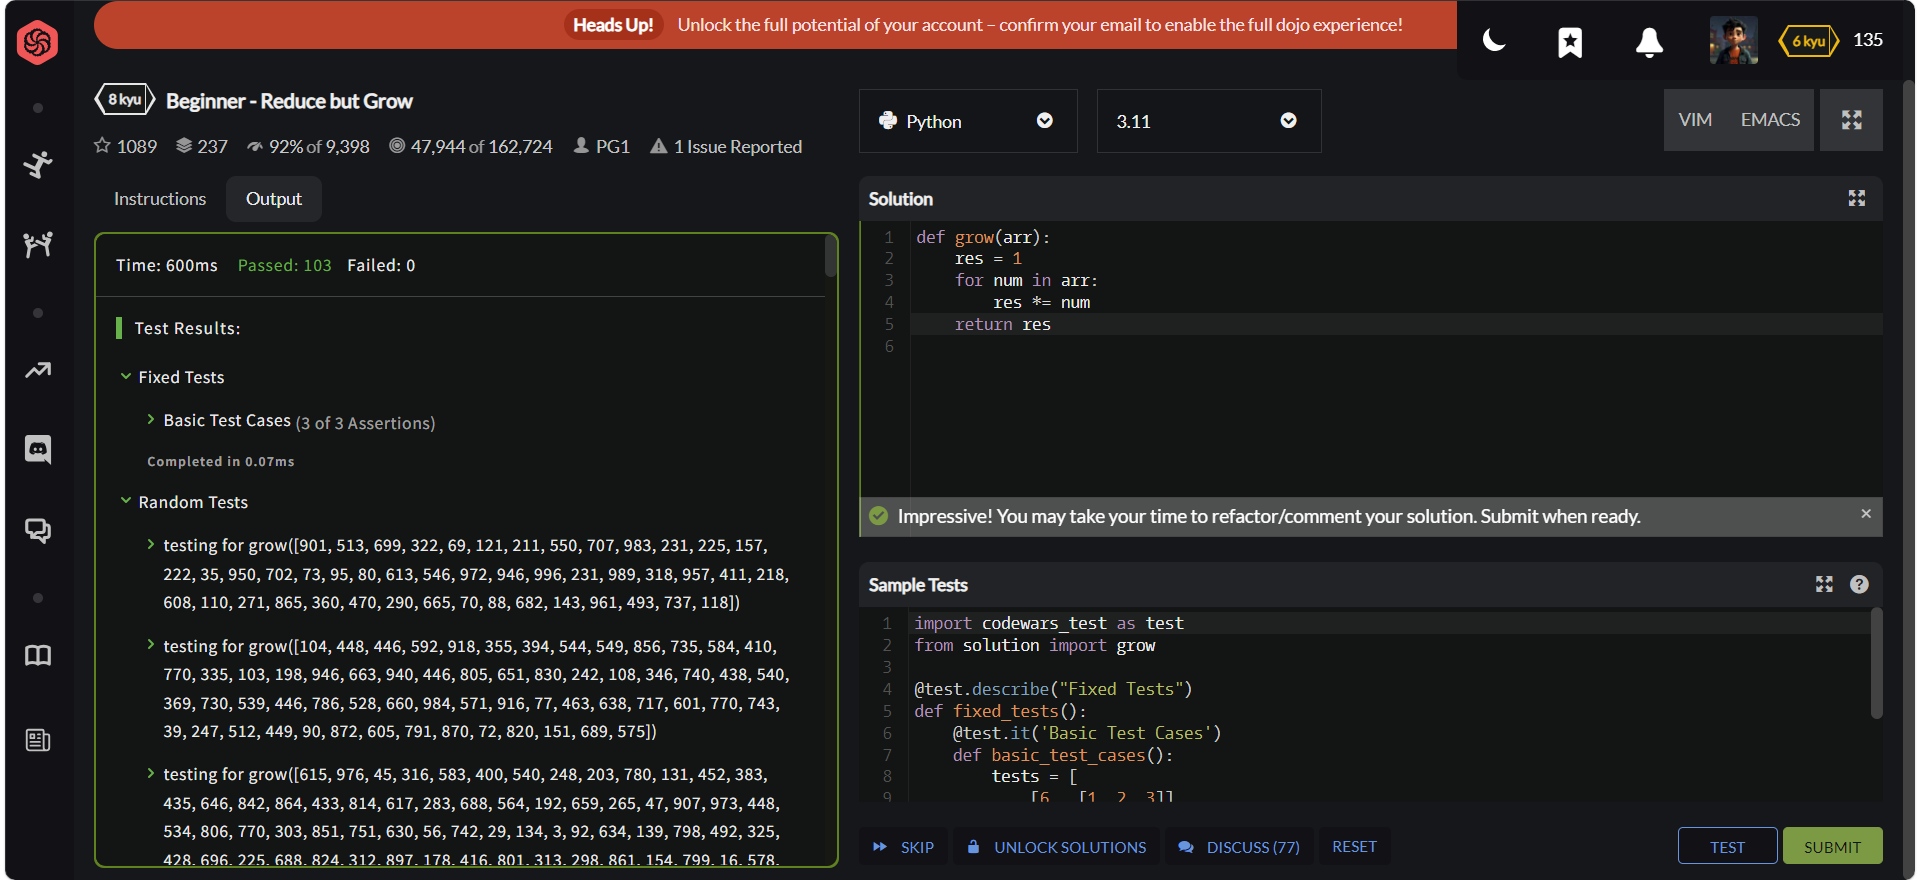 Heads Up! Unlock the full potential of your account – confirm your email to enable the full dojo experience!
6 kyu 135
8 kyu Beginner - Reduce but Grow
1089 237 92% of 9,398 47,944 of 162,724 PG1 1 Issue Reported
Instructions Output
Time: 600ms Passed: 103 Failed: 0
Test Results:
Fixed Tests
Basic Test Cases (3 of 3 Assertions)
Completed in 0.07ms
Random Tests
testing for grow([901, 513, 699, 322, 69, 121, 211, 550, 707, 983, 231, 225, 157,
222, 35, 950, 702, 73, 95, 80, 613, 546, 972, 946, 996, 231, 989, 318, 957, 411, 218,
608, 110, 271, 865, 360, 470, 290, 665, 70, 88, 682, 143, 961, 493, 737, 118])
testing for grow([104, 448, 446, 592, 918, 355, 394, 544, 549, 856, 735, 584, 410,
770, 335, 103, 198, 946, 663, 940, 446, 805, 651, 830, 242, 108, 346, 740, 438, 540,
369, 730, 539, 446, 786, 528, 660, 984, 571, 916, 77, 463, 638, 717, 601, 770, 743,
39, 247, 512, 449, 90, 872, 605, 791, 870, 72, 820, 151, 689, 575])
testing for grow([615, 976, 45, 316, 583, 400, 540, 248, 203, 780, 131, 452, 383,
435, 646, 842, 864, 433, 814, 617, 283, 688, 564, 192, 659, 265, 47, 907, 973, 448,
534, 806, 770, 303, 851, 751, 630, 56, 742, 29, 134, 3, 92, 634, 139, 798, 492, 325,
428, 696, 225, 688, 824, 312, 897, 178, 416, 801, 313, 298, 861, 154, 799, 16, 578,
Python 3.11 VIM EMACS
Solution
1 def grow(arr):
2 res = 1
3 for num in arr:
4 res *= num
5 return res
6
Impressive! You may take your time to refactor/comment your solution. Submit when ready. ×
Sample Tests ?
1 import codewars_test as test
2 from solution import grow
3
4 @test.describe("Fixed Tests")
5 def fixed_tests():
6 @test.it('Basic Test Cases')
7 def basic_test_cases():
8 tests = [
9 [6, [1, 2, 3]]
SKIP UNLOCK SOLUTIONS DISCUSS (77) RESET TEST SUBMIT